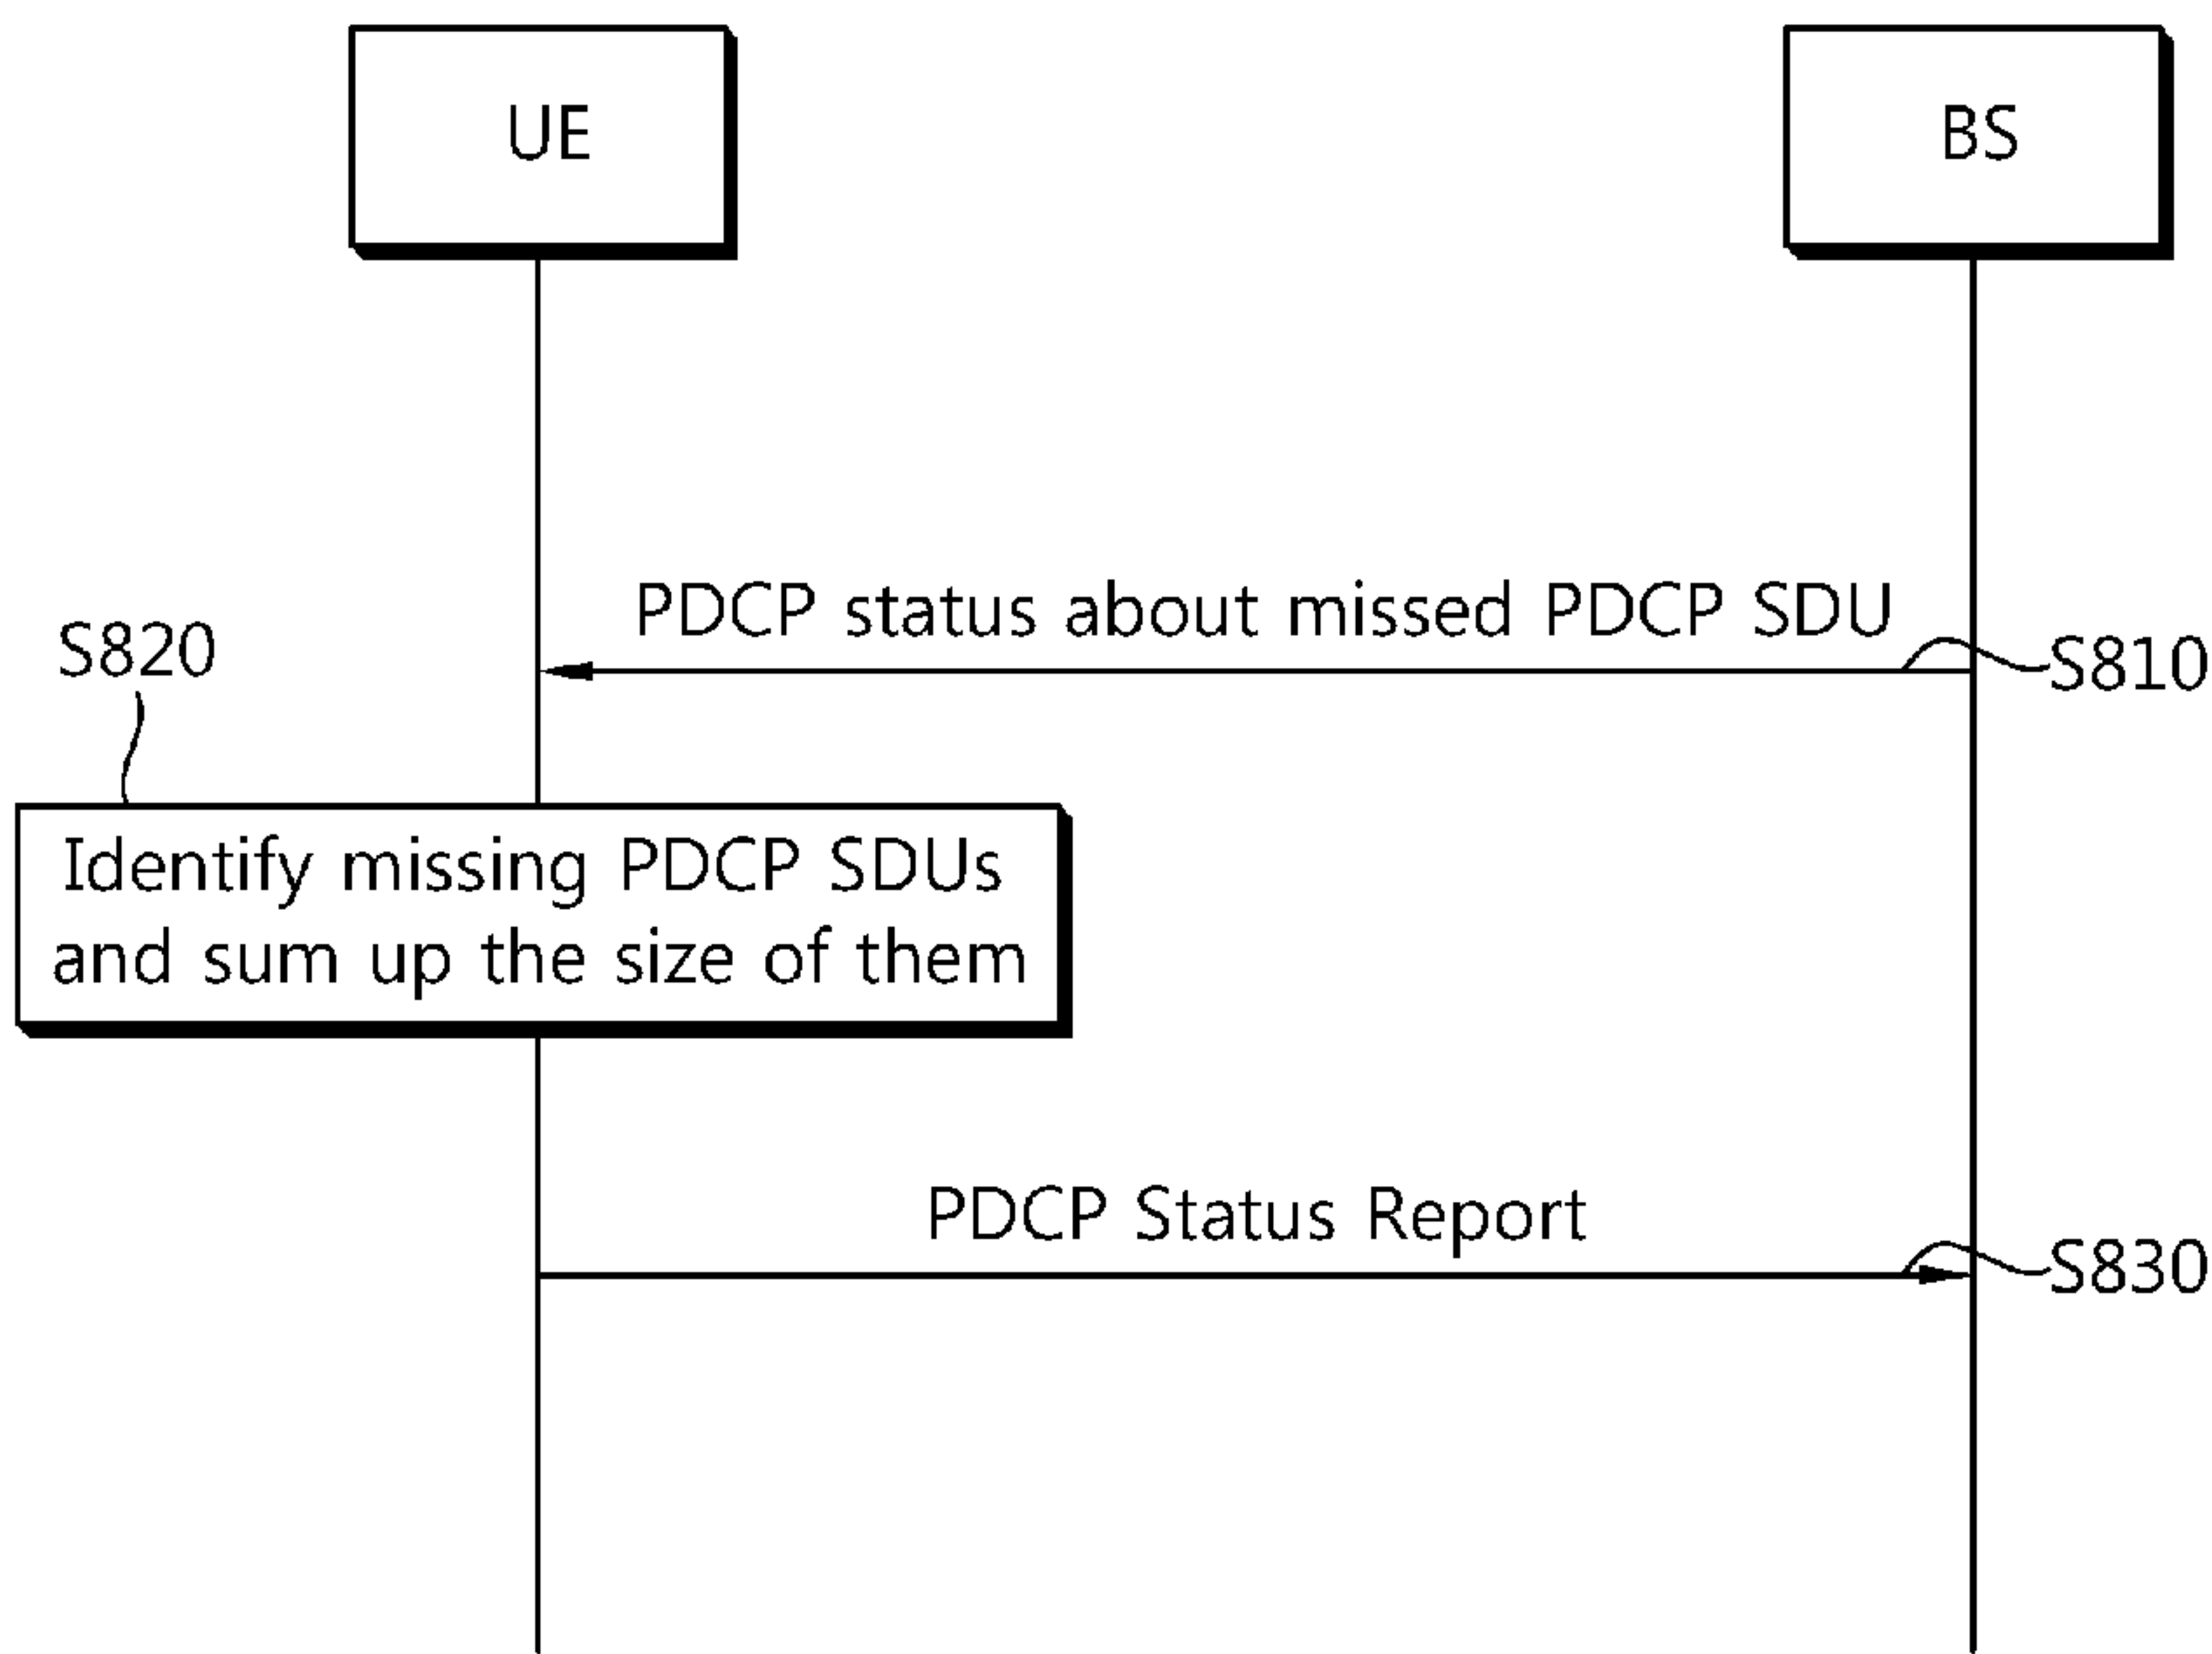 UE
BS
PDCP status about missed PDCP SDU
S810
S820
Identify missing PDCP SDUs
and sum up the size of them
PDCP Status Report
S830